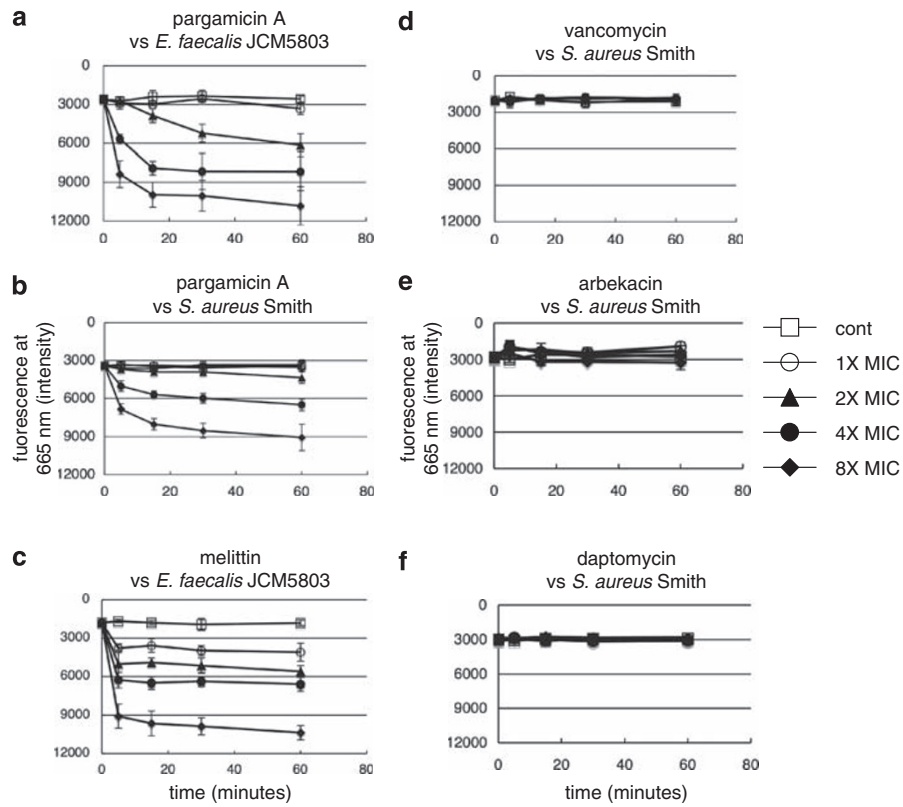 a
pargamicin A
vs E. faecalis JCM5803
0
3000
6000
9000
12000
0 20 40 60 80
b
pargamicin A
vs S. aureus Smith
fuorescence at
665 nm (intensity)
0
3000
6000
9000
12000
0 20 40 60 80
c
melittin
vs E. faecalis JCM5803
0
3000
6000
9000
12000
0 20 40 60 80
time (minutes)
d
vancomycin
vs S. aureus Smith
0
3000
6000
9000
12000
0 20 40 60 80
e
arbekacin
vs S. aureus Smith
fuorescence at
665 nm (intensity)
0
3000
6000
9000
12000
0 20 40 60 80
f
daptomycin
vs S. aureus Smith
0
3000
6000
9000
12000
0 20 40 60 80
time (minutes)
cont
1X MIC
2X MIC
4X MIC
8X MIC